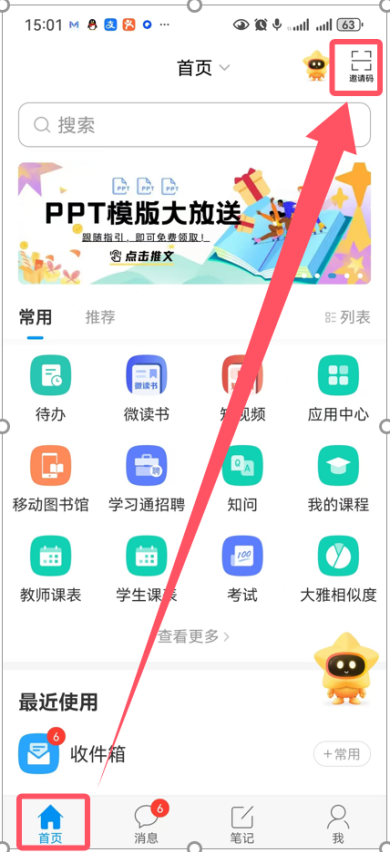 15:01
63
首页
邀请码
搜索
PPT PPT PPT
PPT模版大放送
跟随指引，即可免费领取！
点击推文
常用 推荐 列表
待办 微读书 短视频 应用中心
移动图书馆 学习通招聘 知问 我的课程
教师课表 学生课表 考试 大雅相似度
查看更多
最近使用
6
收件箱 +常用
6
首页 消息 笔记 我